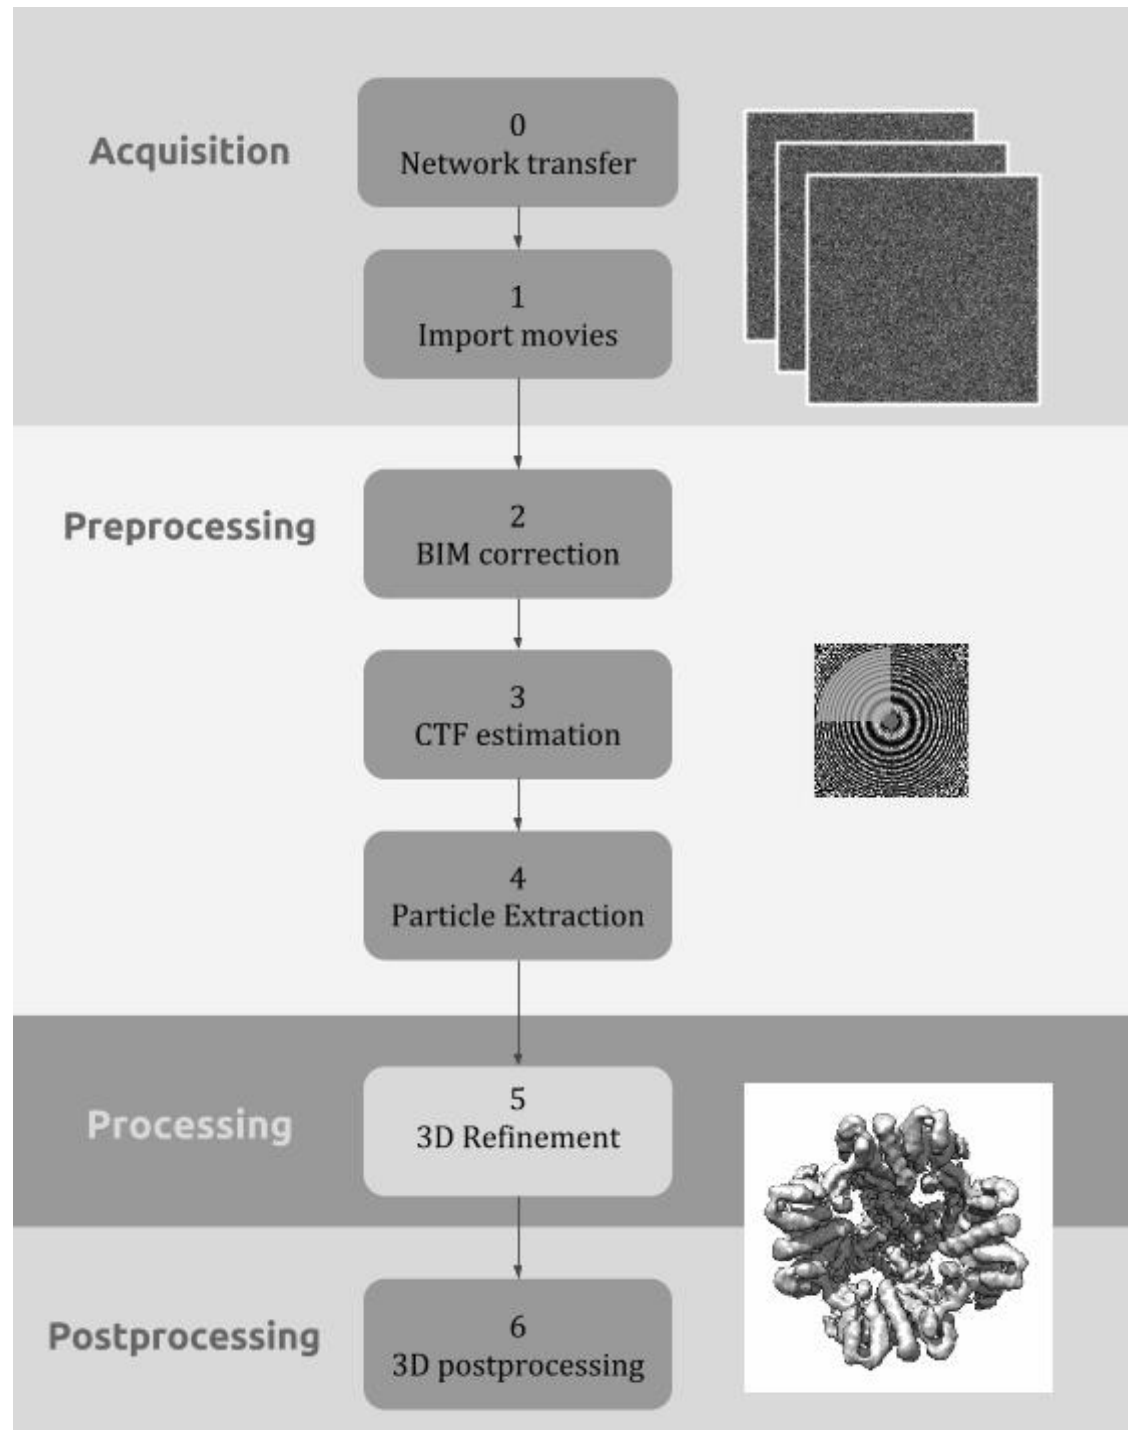 Acquisition
0
Network transfer
1
Import movies
Preprocessing
2
BIM correction
3
CTF estimation
4
Particle Extraction
Processing
5
3D Refinement
Postprocessing
6
3D postprocessing